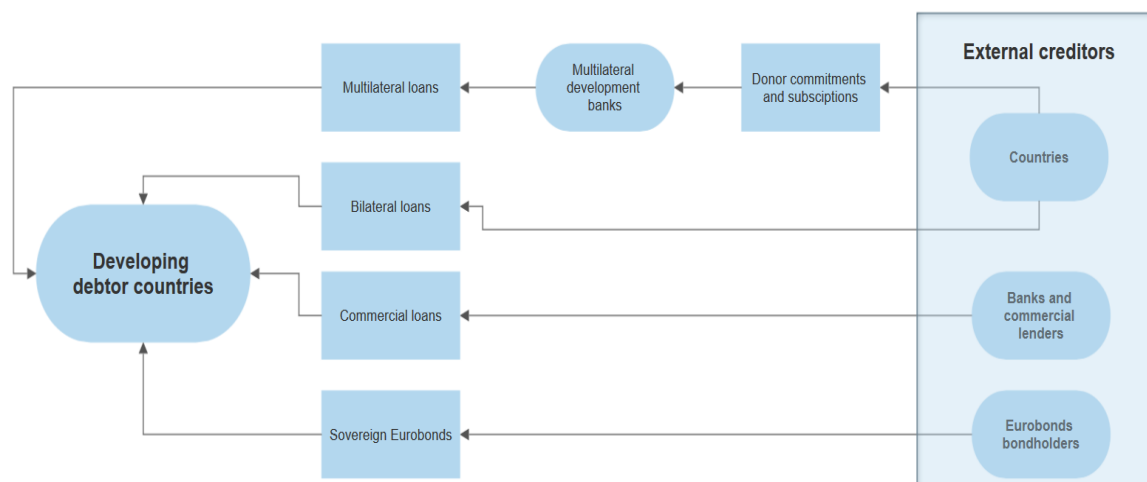 External creditors
Multilateral loans
Multilateral
development
banks
Donor commitments
and subsciptions
Countries
Bilateral loans
Developing
debtor countries
Commercial loans
Banks and
commercial
lenders
Sovereign Eurobonds
Eurobonds
bondholders